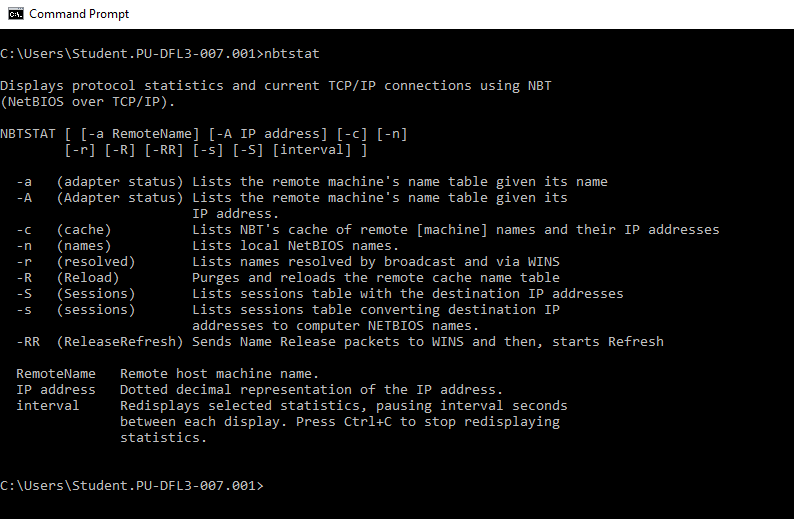 Command Prompt
C:\Users\Student.PU-DFL3-007.001>nbtstat
Displays protocol statistics and current TCP/IP connections using NBT
(NetBIOS over TCP/IP).
NBTSTAT [ [-a RemoteName] [-A IP address] [-c] [-n]
        [-r] [-R] [-RR] [-s] [-S] [interval] ]
  -a   (adapter status) Lists the remote machine's name table given its name
  -A   (Adapter status) Lists the remote machine's name table given its
                        IP address.
  -c   (cache)          Lists NBT's cache of remote [machine] names and their IP addresses
  -n   (names)          Lists local NetBIOS names.
  -r   (resolved)       Lists names resolved by broadcast and via WINS
  -R   (Reload)         Purges and reloads the remote cache name table
  -S   (Sessions)       Lists sessions table with the destination IP addresses
  -s   (sessions)       Lists sessions table converting destination IP
                        addresses to computer NETBIOS names.
  -RR  (ReleaseRefresh) Sends Name Release packets to WINS and then, starts Refresh
  RemoteName   Remote host machine name.
  IP address   Dotted decimal representation of the IP address.
  interval     Redisplays selected statistics, pausing interval seconds
               between each display. Press Ctrl+C to stop redisplaying
               statistics.
C:\Users\Student.PU-DFL3-007.001>